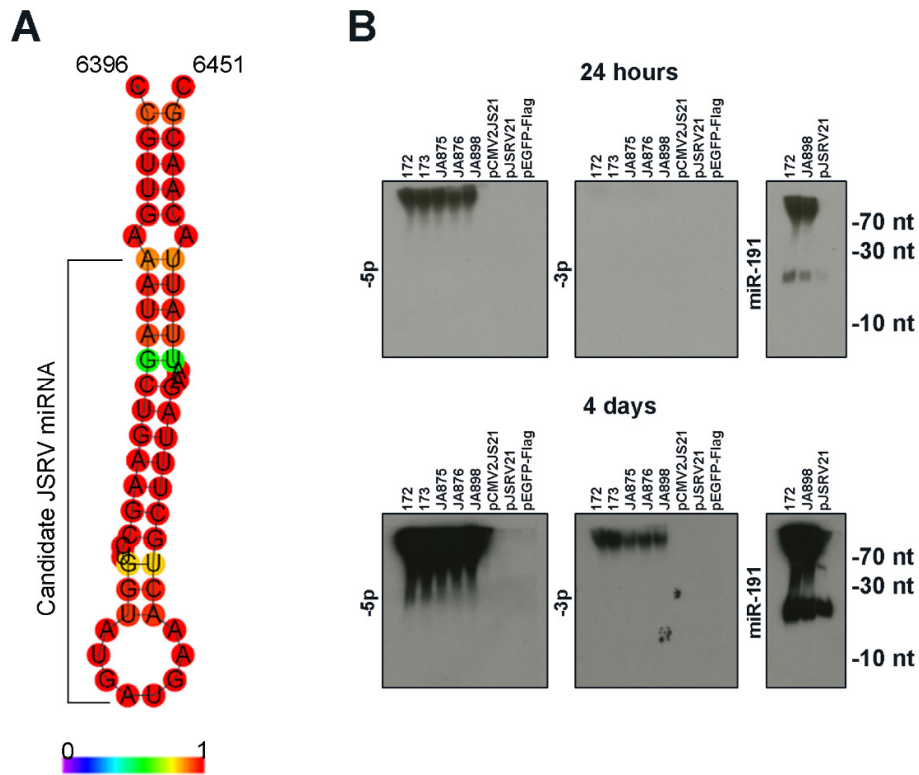 A
6396
6451
C C
C G
G C
U A
U A
G C
A A
A U
A U
U A
A U
G U
A
A
C G
U A
G U
A U
A U
G C
C G
U
G U
G C
U A
A A
U A
G G
A U
Candidate JSRV miRNA
0 1
B
24 hours
172
173
JA875
JA876
JA898
pCMV2JS21
pJSRV21
pEGFP-Flag
172
173
JA875
JA876
JA898
pCMV2JS21
pJSRV21
pEGFP-Flag
172
JA898
pJSRV21
-5p
-3p
miR-191
-70 nt
-30 nt
-10 nt
4 days
172
173
JA875
JA876
JA898
pCMV2JS21
pJSRV21
pEGFP-Flag
172
173
JA875
JA876
JA898
pCMV2JS21
pJSRV21
pEGFP-Flag
172
JA898
pJSRV21
-5p
-3p
miR-191
-70 nt
-30 nt
-10 nt